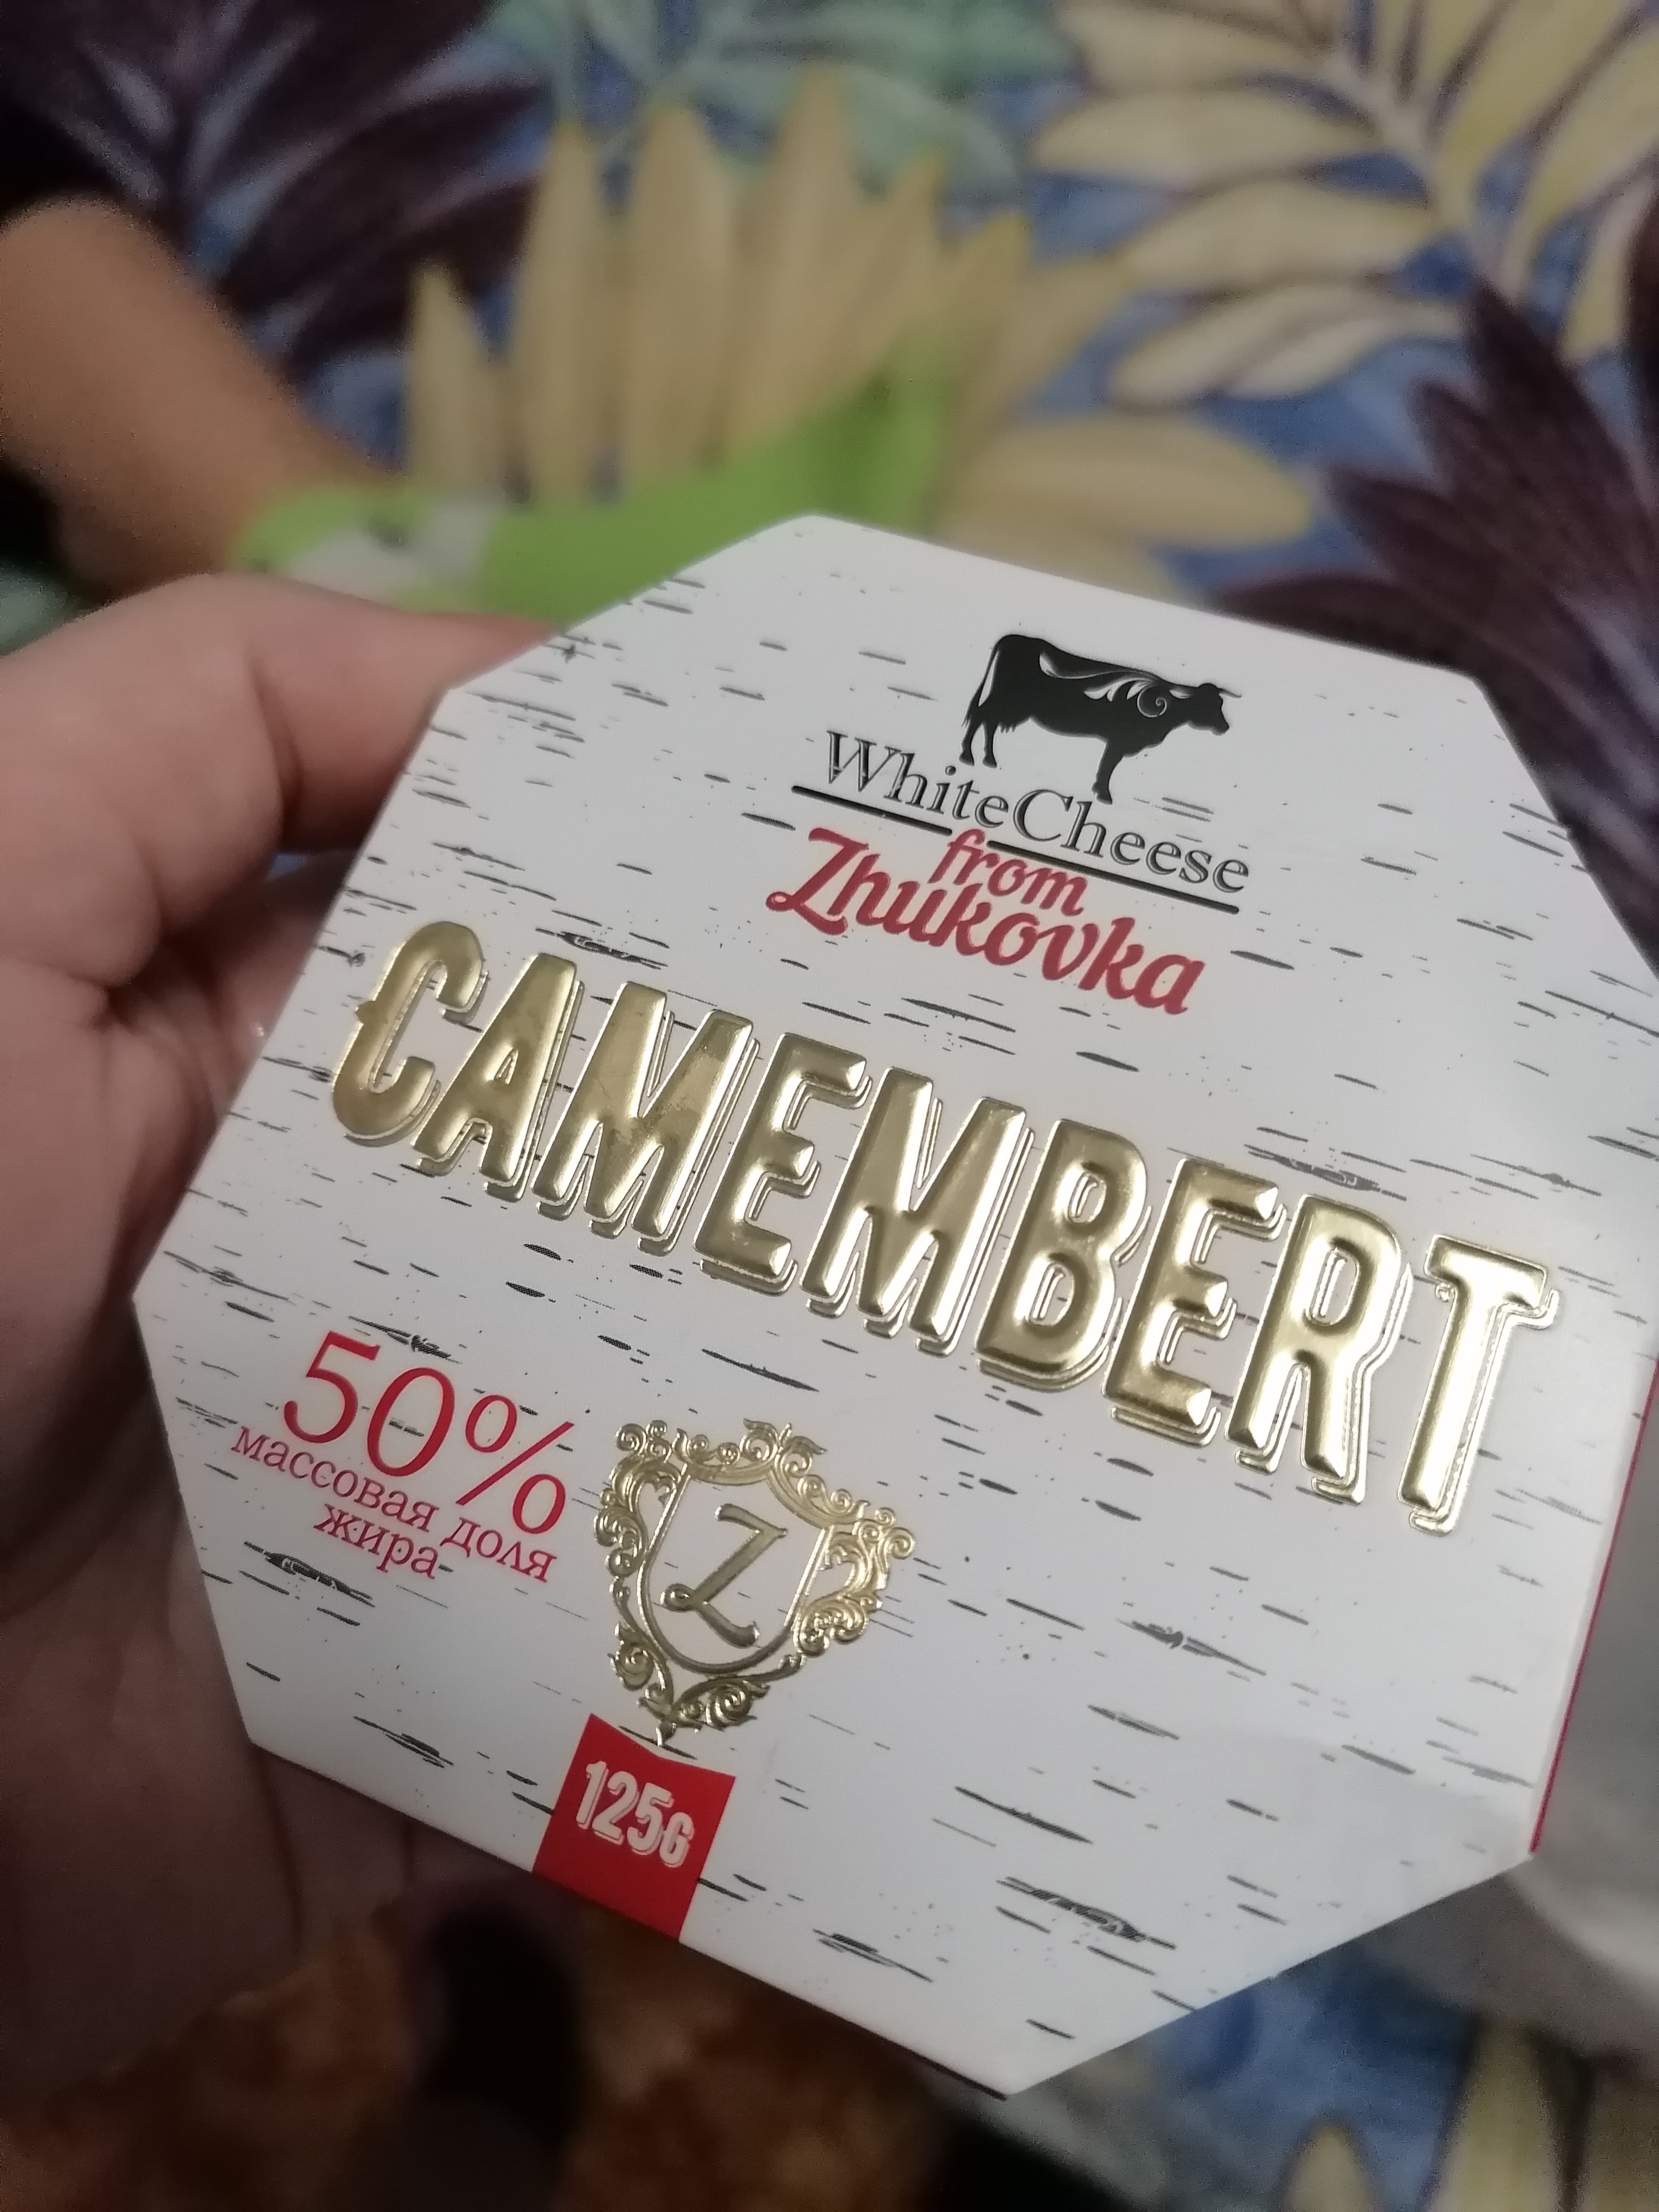 WhiteCheese
from
Zhukovka
CAMEMBERT
50%
массовая доля
жира
Z
125G